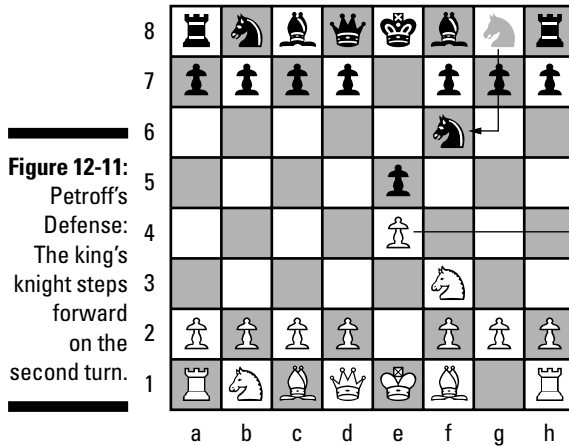 Figure 12-11:
Petroff's
Defense:
The king's
knight steps
forward
on the
second turn.
8
7
6
5
4
3
2
1
a b c d e f g h